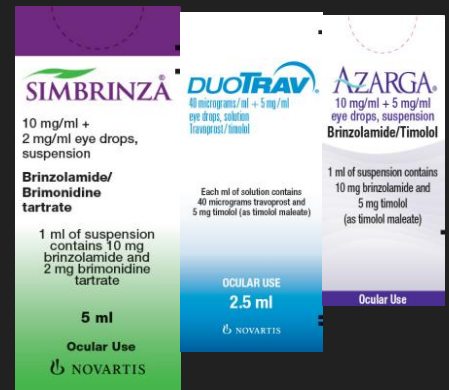 SIMBRINZA®
10 mg/ml +
2 mg/ml eye drops,
suspension
Brinzolamide/
Brimonidine
tartrate
1 ml of suspension
contains 10 mg
brinzolamide and
2 mg brimonidine
tartrate
5 ml
Ocular Use
NOVARTIS
DUOTRAV®
40 micrograms/ml + 5 mg/ml
eye drops, solution
Travoprost/timolol
Each ml of solution contains
40 micrograms travoprost and
5 mg timolol (as timolol maleate)
OCULAR USE
2.5 ml
NOVARTIS
AZARGA®
10 mg/ml + 5 mg/ml
eye drops, suspension
Brinzolamide/Timolol
1 ml of suspension contains
10 mg brinzolamide and
5 mg timolol
(as timolol maleate)
Ocular Use